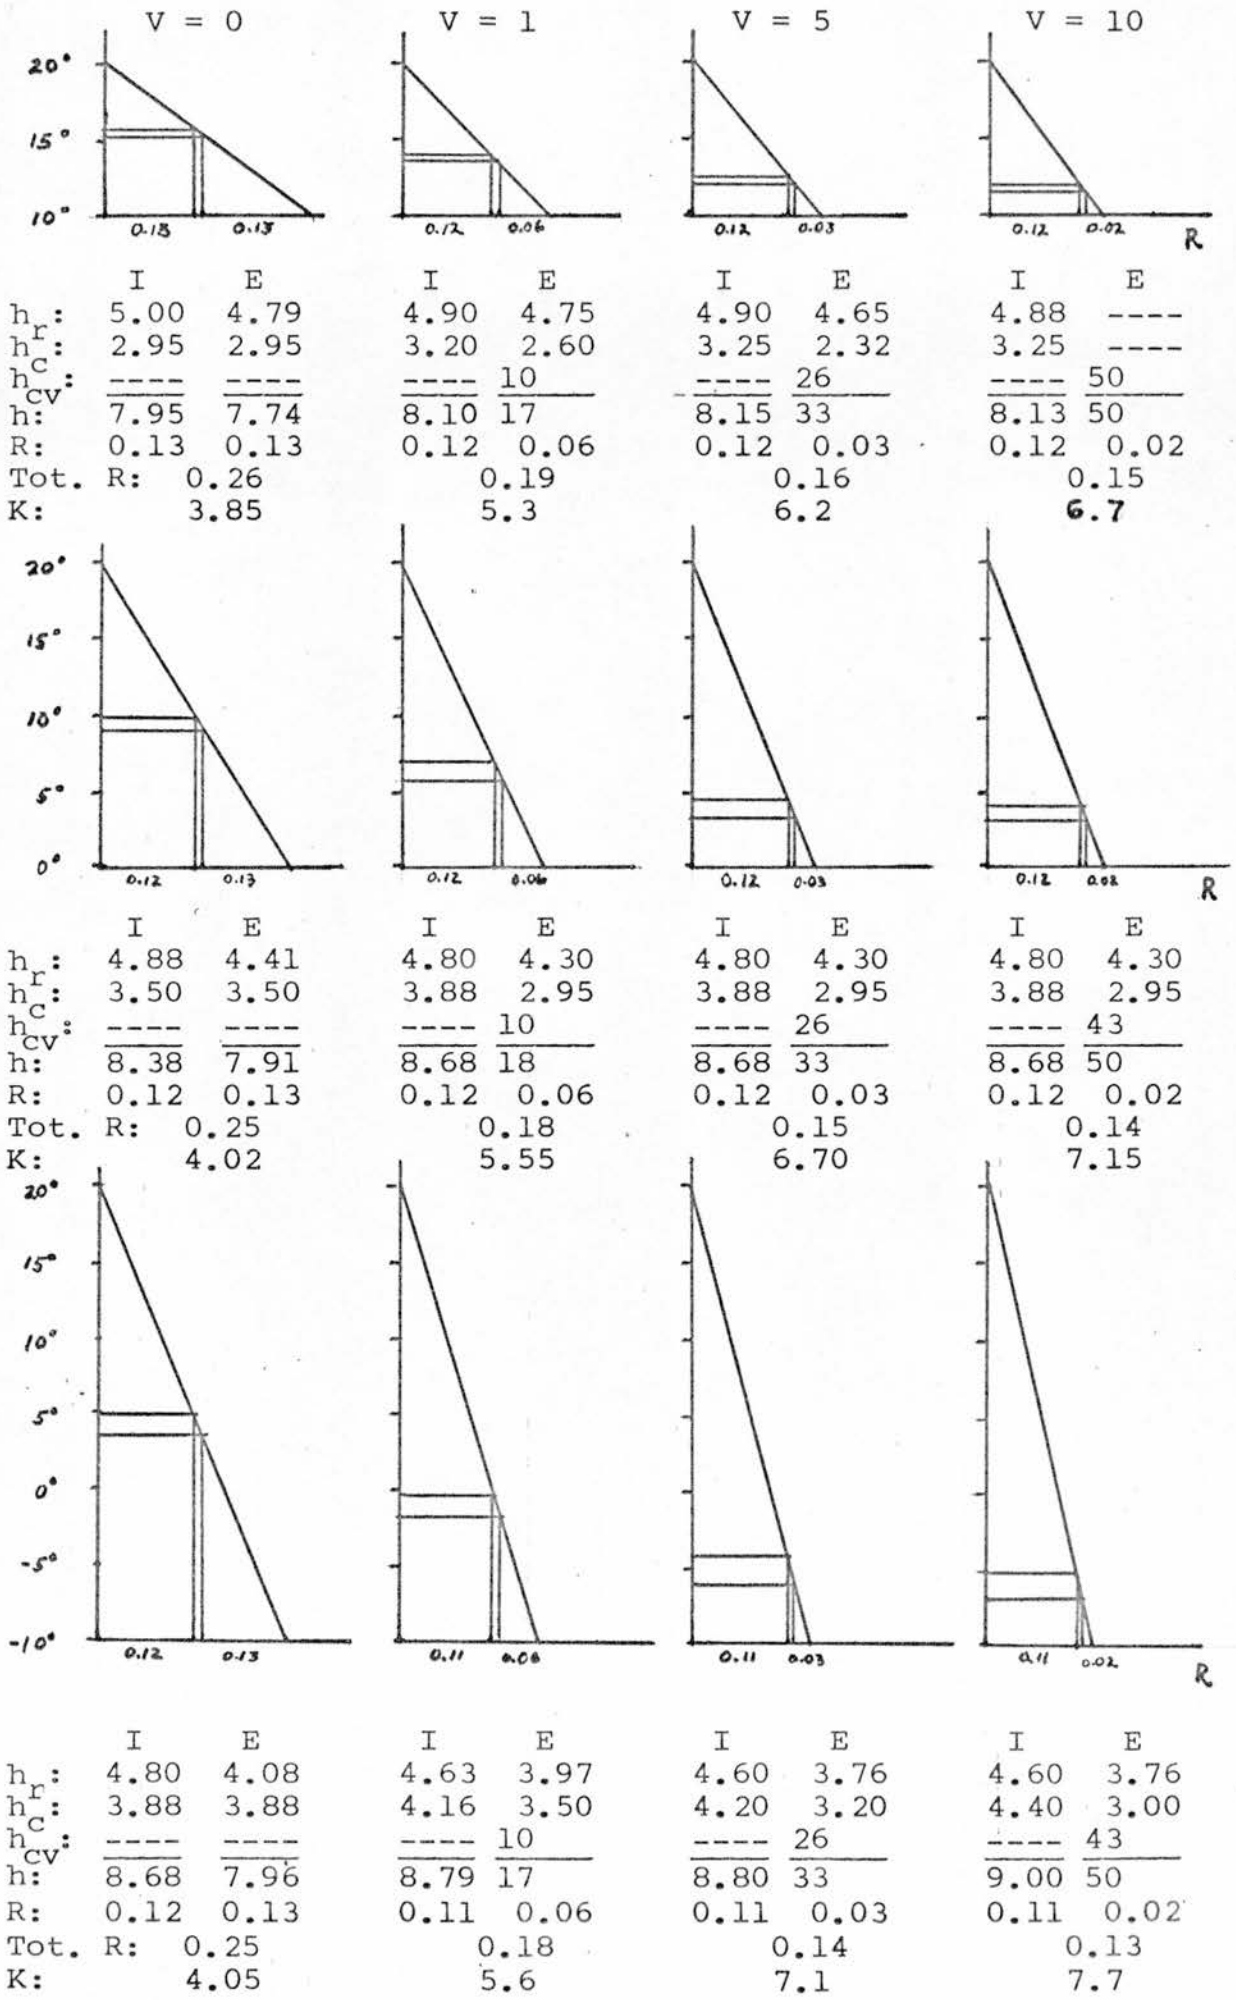 V = 0 V = 1 V = 5 V = 10
20°
15°
10°
0.13 0.13 0.12 0.06 0.12 0.03 0.12 0.02 R
I E I E I E I E
h_r: 5.00 4.79 4.90 4.75 4.90 4.65 4.88 ----
h_c: 2.95 2.95 3.20 2.60 3.25 2.32 3.25 ----
h_cv: ---- ---- ---- 10 ---- 26 ---- 50
h: 7.95 7.74 8.10 17 8.15 33 8.13 50
R: 0.13 0.13 0.12 0.06 0.12 0.03 0.12 0.02
Tot. R: 0.26 0.19 0.16 0.15
K: 3.85 5.3 6.2 6.7
20°
15°
10°
5°
0°
0.12 0.13 0.12 0.06 0.12 0.03 0.12 0.02 R
I E I E I E I E
h_r: 4.88 4.41 4.80 4.30 4.80 4.30 4.80 4.30
h_c: 3.50 3.50 3.88 2.95 3.88 2.95 3.88 2.95
h_cv: ---- ---- ---- 10 ---- 26 ---- 43
h: 8.38 7.91 8.68 18 8.68 33 8.68 50
R: 0.12 0.13 0.12 0.06 0.12 0.03 0.12 0.02
Tot. R: 0.25 0.18 0.15 0.14
K: 4.02 5.55 6.70 7.15
20°
15°
10°
5°
0°
-5°
-10°
0.12 0.13 0.11 0.06 0.11 0.03 0.11 0.02 R
I E I E I E I E
h_r: 4.80 4.08 4.63 3.97 4.60 3.76 4.60 3.76
h_c: 3.88 3.88 4.16 3.50 4.20 3.20 4.40 3.00
h_cv: ---- ---- ---- 10 ---- 26 ---- 43
h: 8.68 7.96 8.79 17 8.80 33 9.00 50
R: 0.12 0.13 0.11 0.06 0.11 0.03 0.11 0.02
Tot. R: 0.25 0.18 0.14 0.13
K: 4.05 5.6 7.1 7.7